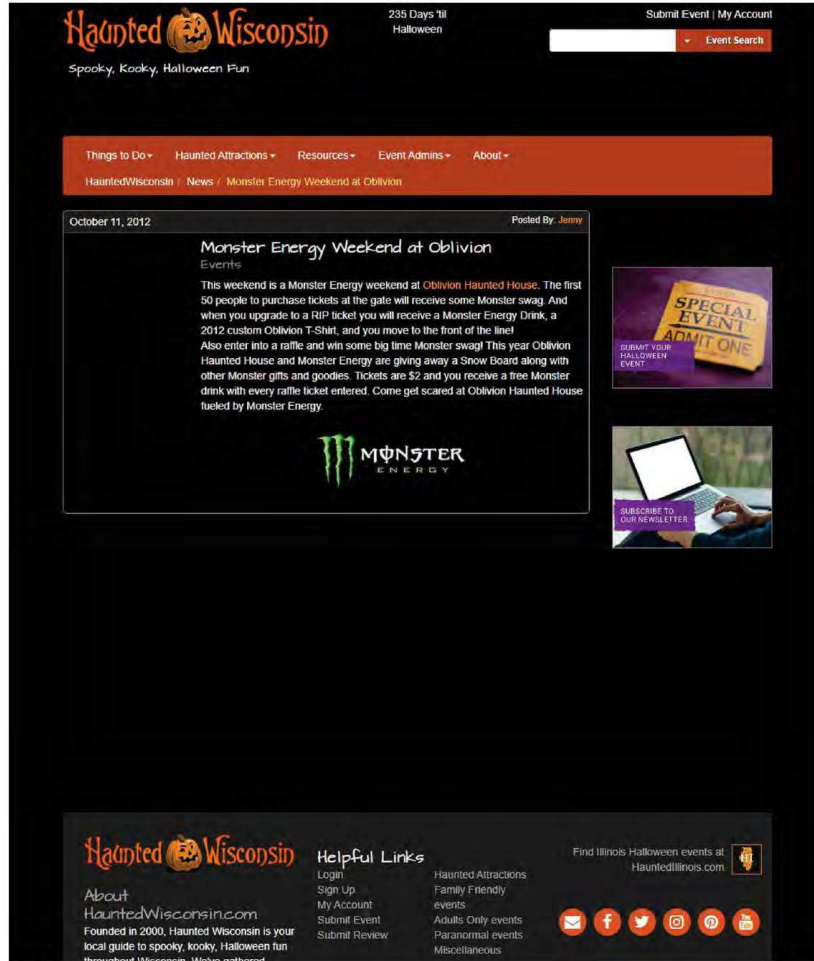 Haunted Wisconsin
Spooky, Kooky, Halloween Fun
235 Days 'til
Halloween
Submit Event | My Account
Event Search
Things to Do
Haunted Attractions
Resources
Event Admins
About
HauntedWisconsin / News / Monster Energy Weekend at Oblivion
October 11, 2012
Posted By: Jenny
Monster Energy Weekend at Oblivion
Events
This weekend is a Monster Energy weekend at Oblivion Haunted House. The first
50 people to purchase tickets at the gate will receive some Monster swag. And
when you upgrade to a RIP ticket you will receive a Monster Energy Drink, a
2012 custom Oblivion T-Shirt, and you move to the front of the line!
Also enter into a raffle and win some big time Monster swag! This year Oblivion
Haunted House and Monster Energy are giving away a Snow Board along with
other Monster gifts and goodies. Tickets are $2 and you receive a free Monster
drink with every raffle ticket entered. Come get scared at Oblivion Haunted House
fueled by Monster Energy.
MONSTER
ENERGY
SPECIAL
EVENT
ADMIT ONE
SUBMIT YOUR
HALLOWEEN
EVENT
SUBSCRIBE TO
OUR NEWSLETTER
Haunted Wisconsin
About
HauntedWisconsin.com
Founded in 2000, Haunted Wisconsin is your
local guide to spooky, kooky, Halloween fun
throughout Wisconsin. We've gathered
Helpful Links
Login
Sign Up
My Account
Submit Event
Submit Review
Haunted Attractions
Family Friendly
events
Adults Only events
Paranormal events
Miscellaneous
Find Illinois Halloween events at
HauntedIllinois.com
HI
You
Tube